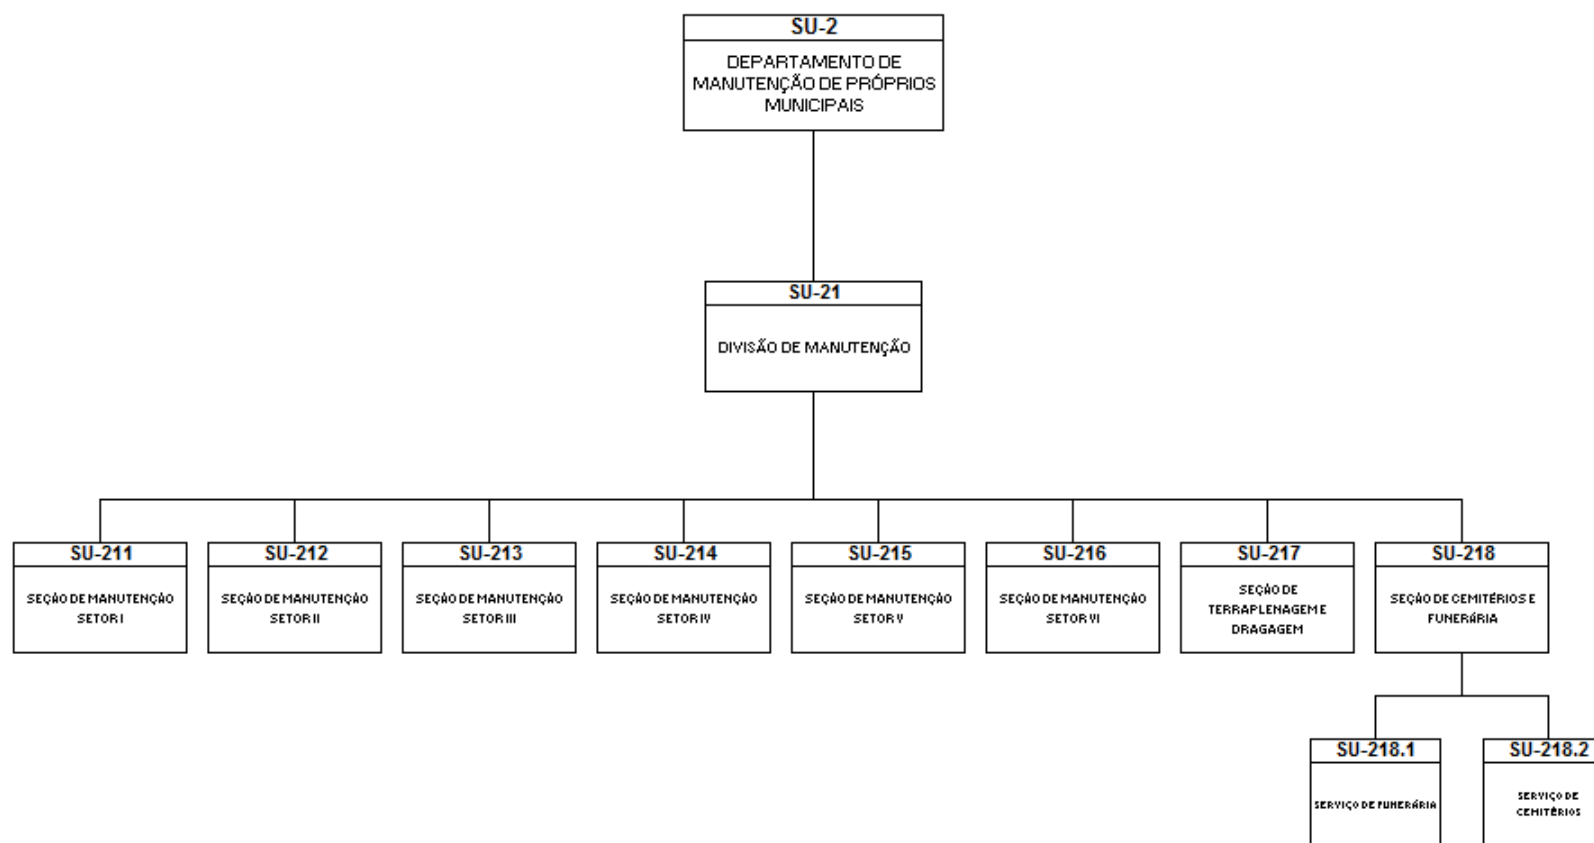 SU-2
DEPARTAMENTO DE
MANUTENÇÃO DE PRÓPRIOS
MUNICIPAIS
SU-21
DIVISÃO DE MANUTENÇÃO
SU-211
SEÇÃO DE MANUTENÇÃO
SETOR I
SU-212
SEÇÃO DE MANUTENÇÃO
SETOR II
SU-213
SEÇÃO DE MANUTENÇÃO
SETOR III
SU-214
SEÇÃO DE MANUTENÇÃO
SETOR IV
SU-215
SEÇÃO DE MANUTENÇÃO
SETOR V
SU-216
SEÇÃO DE MANUTENÇÃO
SETOR VI
SU-217
SEÇÃO DE
TERRAPLENAGEM E
DRAGAGEM
SU-218
SEÇÃO DE CEMITÉRIOS E
FUNERÁRIA
SU-218.1
SERVIÇO DE FUNERÁRIA
SU-218.2
SERVIÇO DE
CEMITÉRIOS